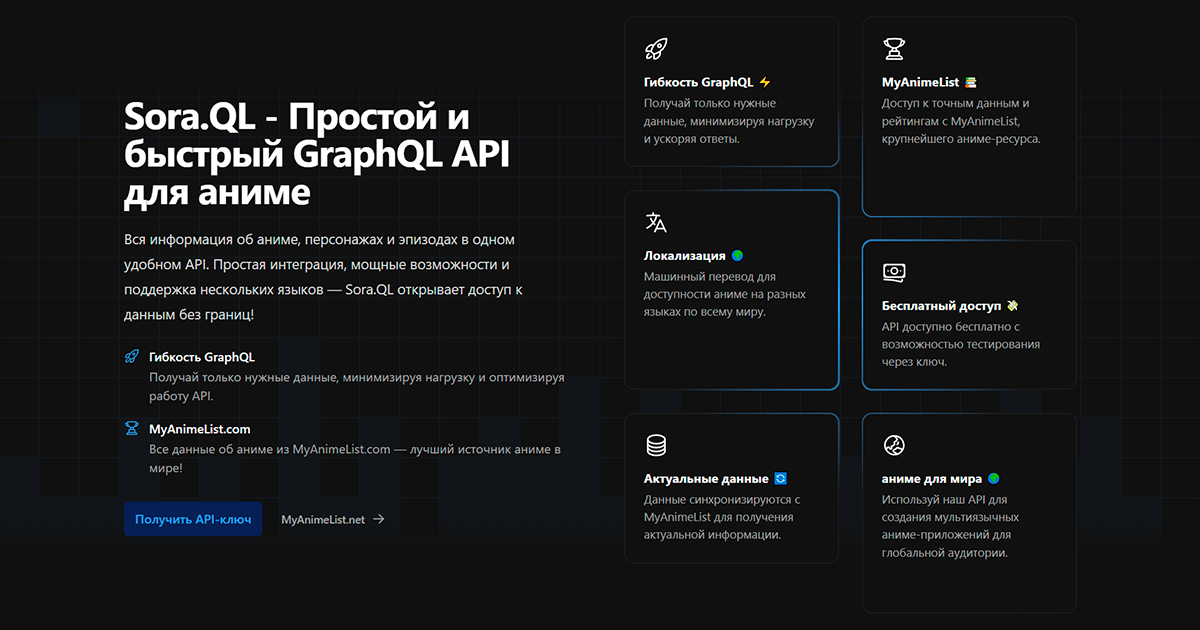 Sora.QL - Простой и
быстрый GraphQL API
для аниме
Вся информация об аниме, персонажах и эпизодах в одном
удобном API. Простая интеграция, мощные возможности и
поддержка нескольких языков — Sora.QL открывает доступ к
данным без границ!
Гибкость GraphQL
Получай только нужные данные, минимизируя нагрузку и оптимизируя
работу API.
MyAnimeList.com
Все данные об аниме из MyAnimeList.com — лучший источник аниме в
мире!
Получить API-ключ
MyAnimeList.net →
Гибкость GraphQL ⚡
Получай только нужные
данные, минимизируя нагрузку
и ускоряя ответы.
Локализация 🌍
Машинный перевод для
доступности аниме на разных
языках по всему миру.
Актуальные данные 🔄
Данные синхронизируются с
MyAnimeList для получения
актуальной информации.
MyAnimeList 📚
Доступ к точным данным и
рейтингам с MyAnimeList,
крупнейшего аниме-ресурса.
Бесплатный доступ 💸
API доступно бесплатно с
возможностью тестирования
через ключ.
аниме для мира 🌍
Используй наш API для
создания мультиязычных
аниме-приложений для
глобальной аудитории.